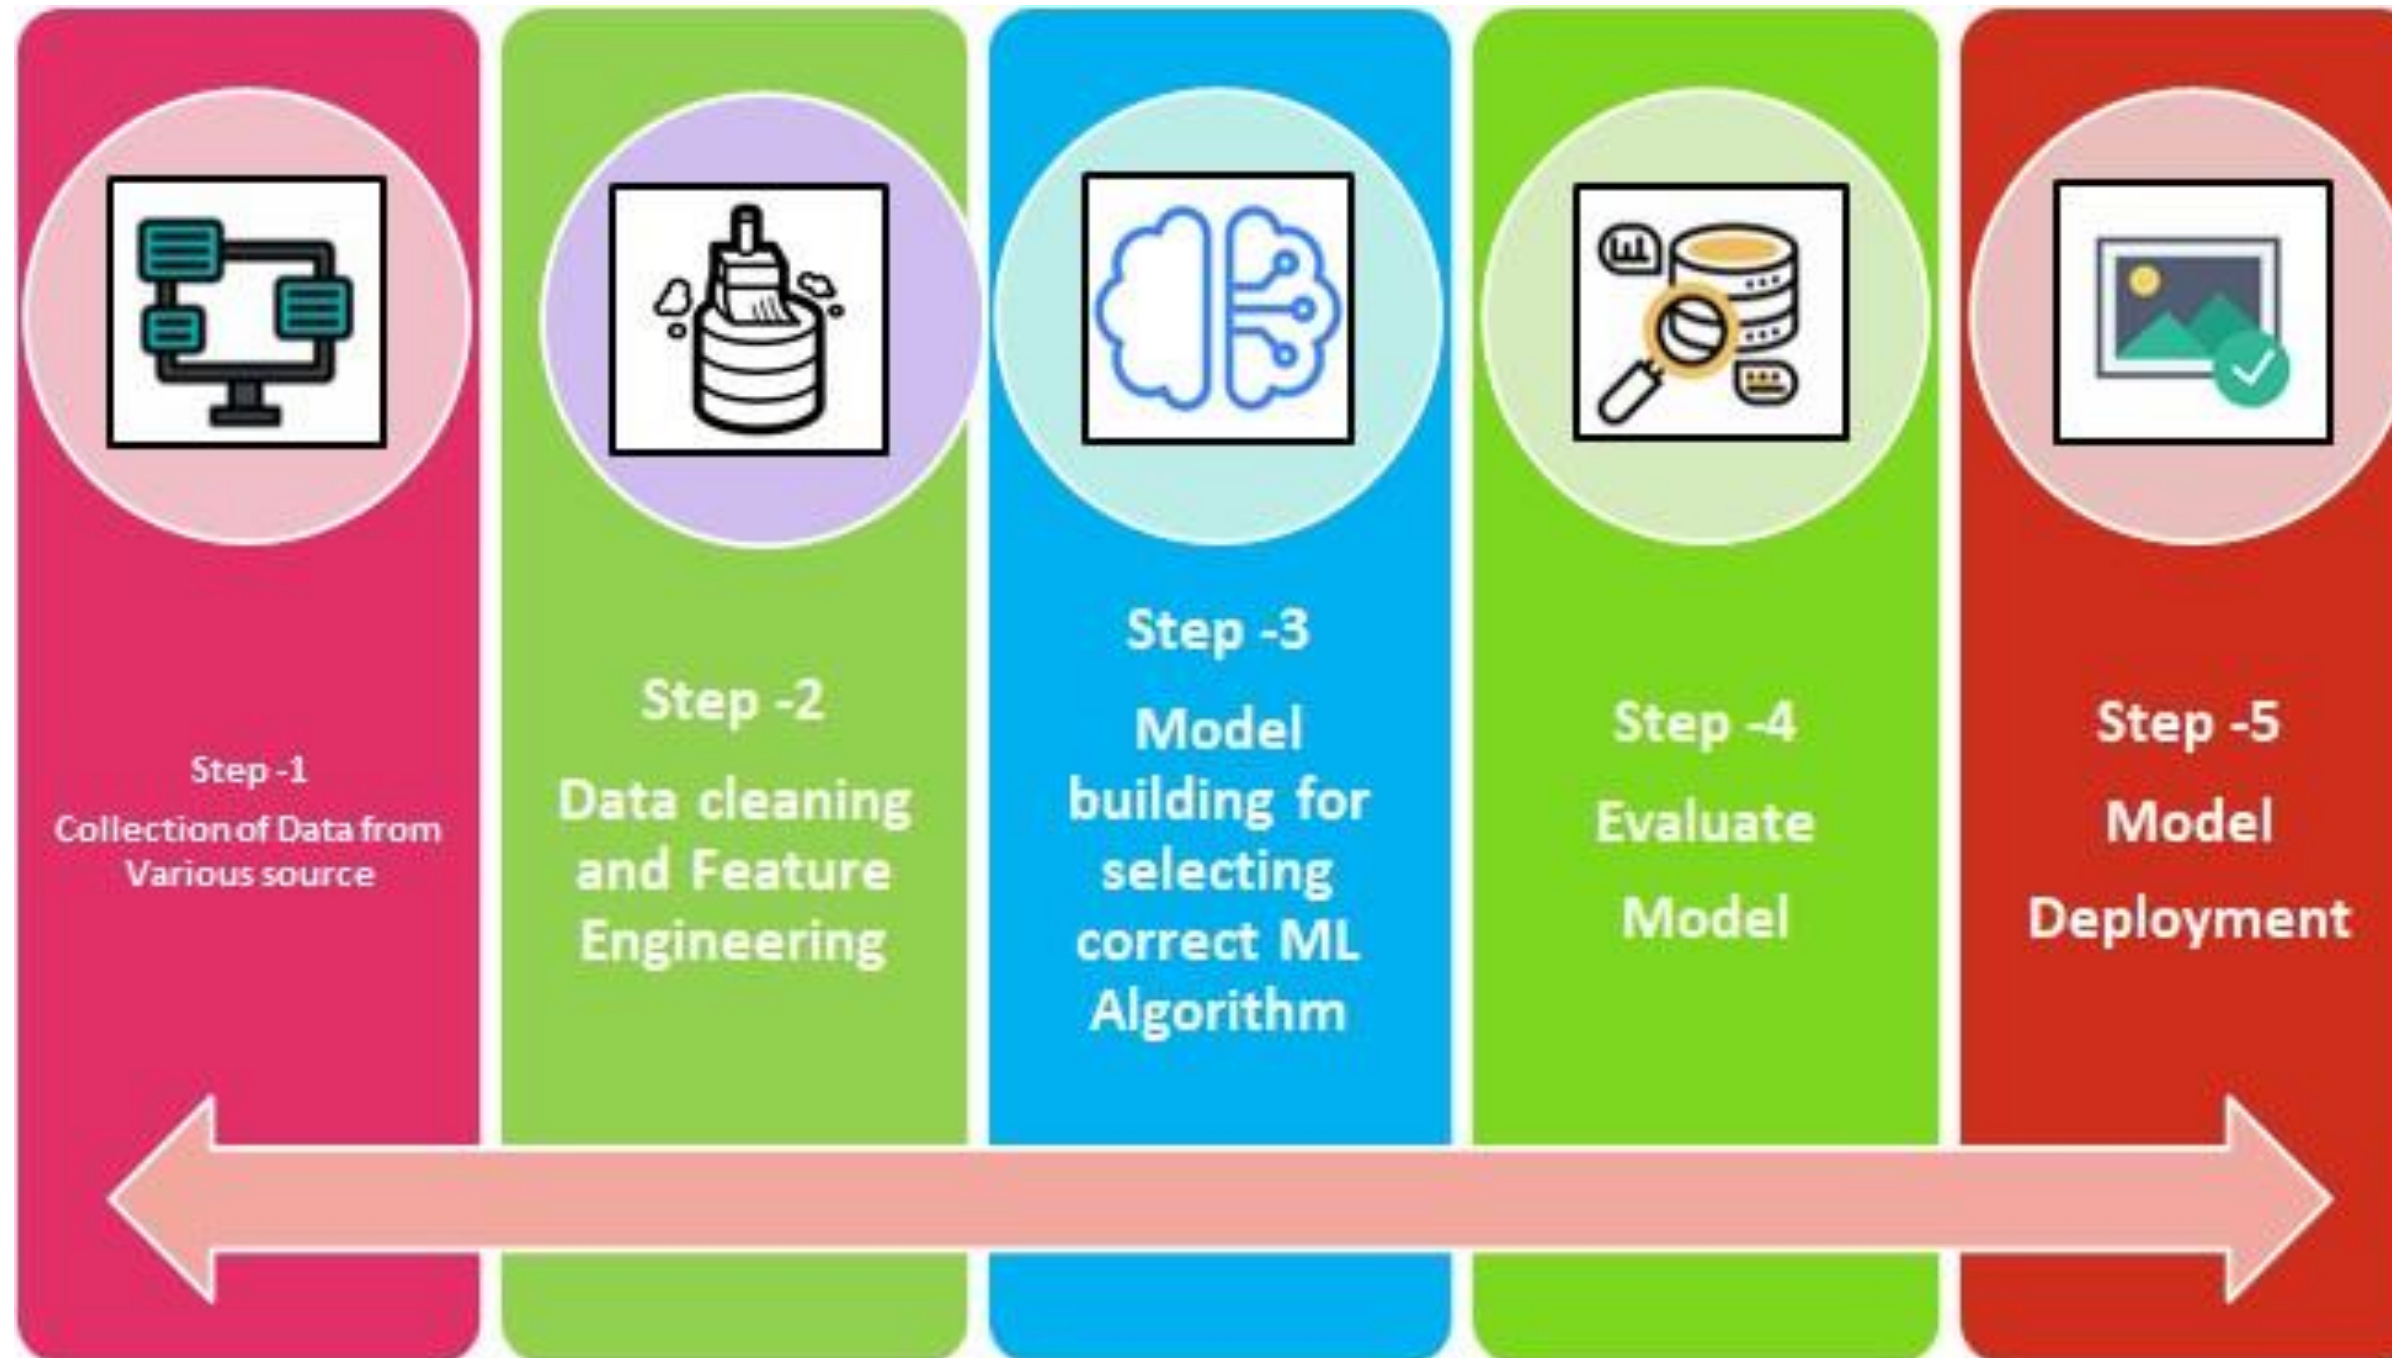 Step -1
Collection of Data from
Various source
Step -2
Data cleaning
and Feature
Engineering
Step -3
Model
building for
selecting
correct ML
Algorithm
Step -4
Evaluate
Model
Step -5
Model
Deployment